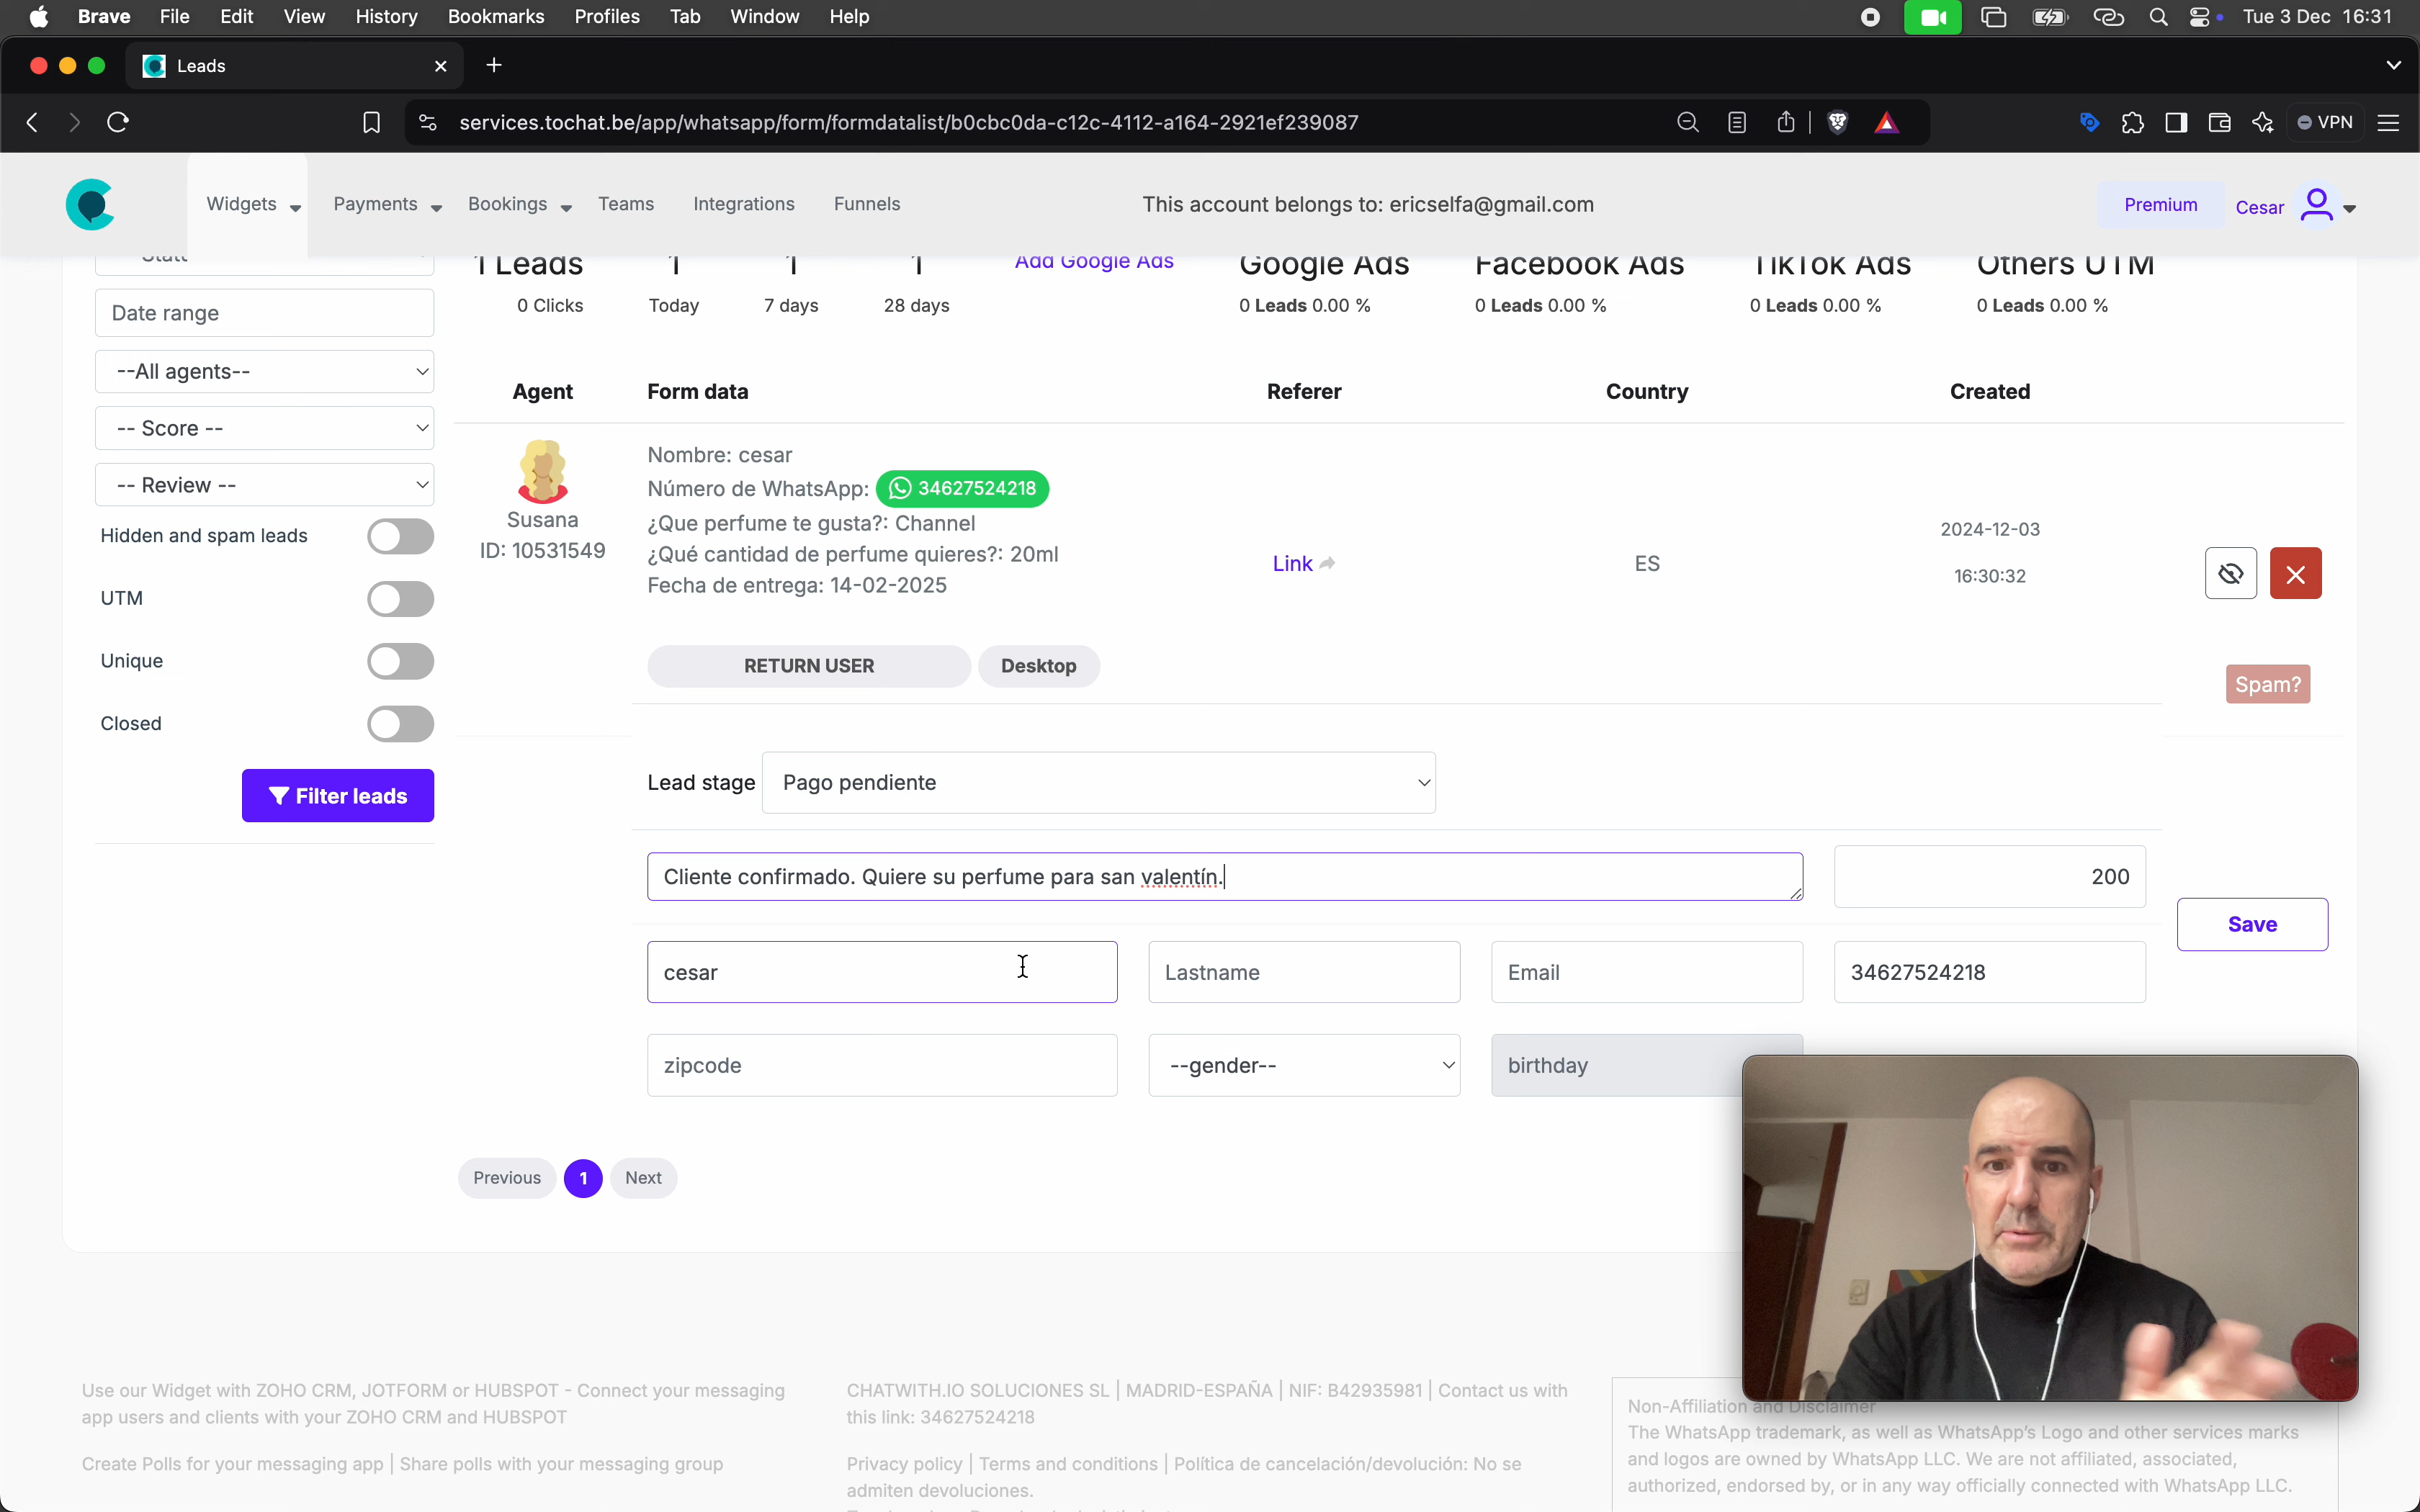 Brave File Edit View History Bookmarks Profiles Tab Window Help
Tue 3 Dec 16:31
Leads
services.tochat.be/app/whatsapp/form/formdatalist/b0cbc0da-c12c-4112-a164-2921ef239087
VPN
Widgets Payments Bookings Teams Integrations Funnels
This account belongs to: ericselfa@gmail.com
Premium Cesar
1 Leads 1 1 1 Add Google Ads Google Ads Facebook Ads TikTok Ads Others UTM
0 Clicks Today 7 days 28 days 0 Leads 0.00 % 0 Leads 0.00 % 0 Leads 0.00 % 0 Leads 0.00 %
Date range
--All agents--
-- Score --
-- Review --
Hidden and spam leads
UTM
Unique
Closed
Filter leads
Agent Form data Referer Country Created
Susana
ID: 10531549
Nombre: cesar
Número de WhatsApp: 34627524218
¿Que perfume te gusta?: Channel
¿Qué cantidad de perfume quieres?: 20ml
Fecha de entrega: 14-02-2025
Link
ES
2024-12-03
16:30:32
RETURN USER Desktop
Spam?
Lead stage Pago pendiente
Cliente confirmado. Quiere su perfume para san valentín.
200
Save
cesar Lastname Email 34627524218
zipcode --gender-- birthday
Previous 1 Next
Use our Widget with ZOHO CRM, JOTFORM or HUBSPOT - Connect your messaging
app users and clients with your ZOHO CRM and HUBSPOT
Create Polls for your messaging app | Share polls with your messaging group
CHATWITH.IO SOLUCIONES SL | MADRID-ESPAÑA | NIF: B42935981 | Contact us with
this link: 34627524218
Privacy policy | Terms and conditions | Política de cancelación/devolución: No se
admiten devoluciones.
Non-Affiliation and Disclaimer
The WhatsApp trademark, as well as WhatsApp's Logo and other services marks
and logos are owned by WhatsApp LLC. We are not affiliated, associated,
authorized, endorsed by, or in any way officially connected with WhatsApp LLC.